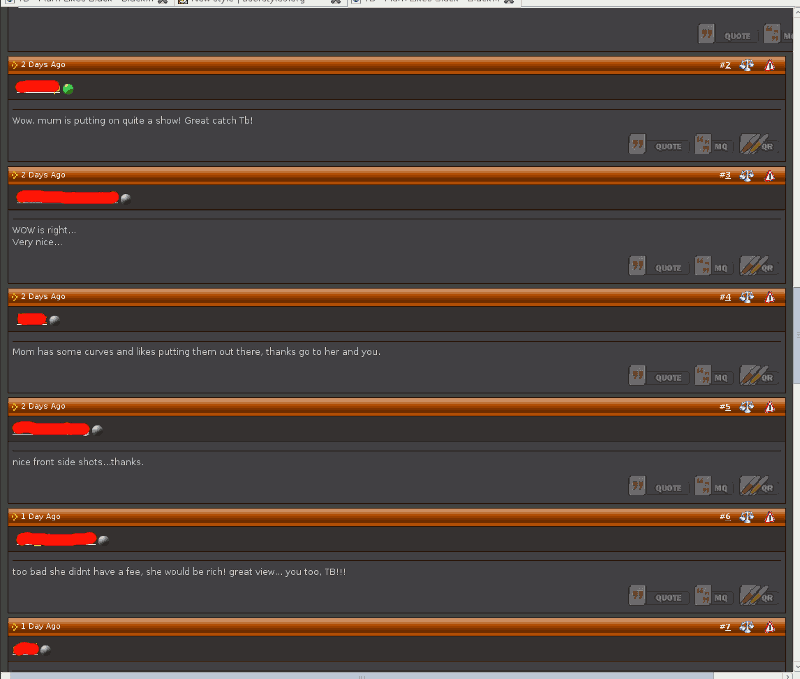 QUOTE
2 Days Ago
#2
Wow, mum is putting on quite a show! Great catch Tb!
QUOTE MQ QR
2 Days Ago
#3
WOW is right...
Very nice...
QUOTE MQ QR
2 Days Ago
#4
Mom has some curves and likes putting them out there, thanks go to her and you.
QUOTE MQ QR
2 Days Ago
#5
nice front side shots...thanks.
QUOTE MQ QR
1 Day Ago
#6
too bad she didnt have a fee, she would be rich! great view... you too, TB!!!
QUOTE MQ QR
1 Day Ago
#7